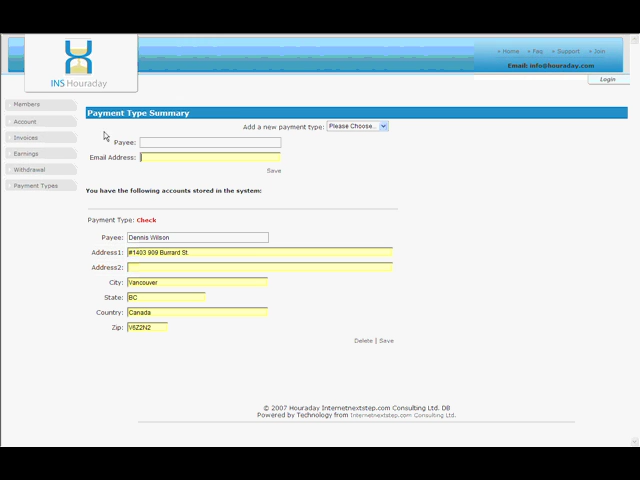 » Home » Faq » Support » Join
Email: info@houraday.com
INS Houraday
Login
Members
Account
Invoices
Earnings
Withdrawal
Payment Types
Payment Type Summary
Add a new payment type: Please Choose...
Payee:
Email Address:
Save
You have the following accounts stored in the system:
Payment Type: Check
Payee: Dennis Wilson
Address1: #1403 909 Burrard St.
Address2:
City: Vancouver
State: BC
Country: Canada
Zip: V6Z2N2
Delete | Save
© 2007 Houraday Internetnextstep.com Consulting Ltd. DB
Powered by Technology from Internetnextstep.com Consulting Ltd.